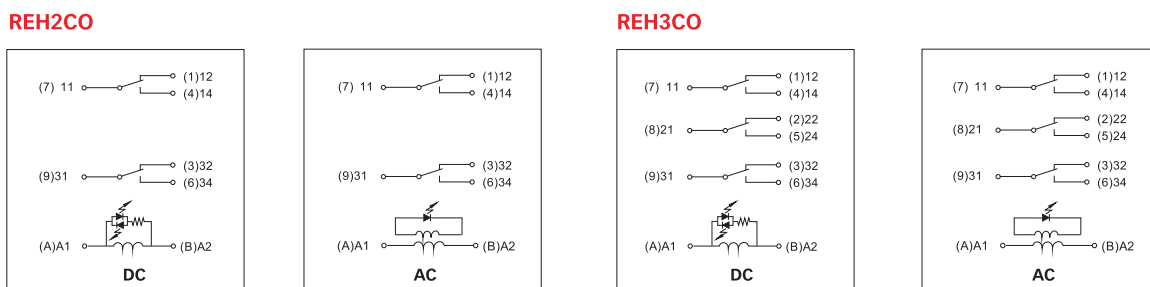 REH2CO
(7) 11
(1)12
(4)14
(9)31
(3)32
(6)34
(A)A1
(B)A2
DC
(7) 11
(1)12
(4)14
(9)31
(3)32
(6)34
(A)A1
(B)A2
AC
REH3CO
(7) 11
(1)12
(4)14
(8)21
(2)22
(5)24
(9)31
(3)32
(6)34
(A)A1
(B)A2
DC
(7) 11
(1)12
(4)14
(8)21
(2)22
(5)24
(9)31
(3)32
(6)34
(A)A1
(B)A2
AC